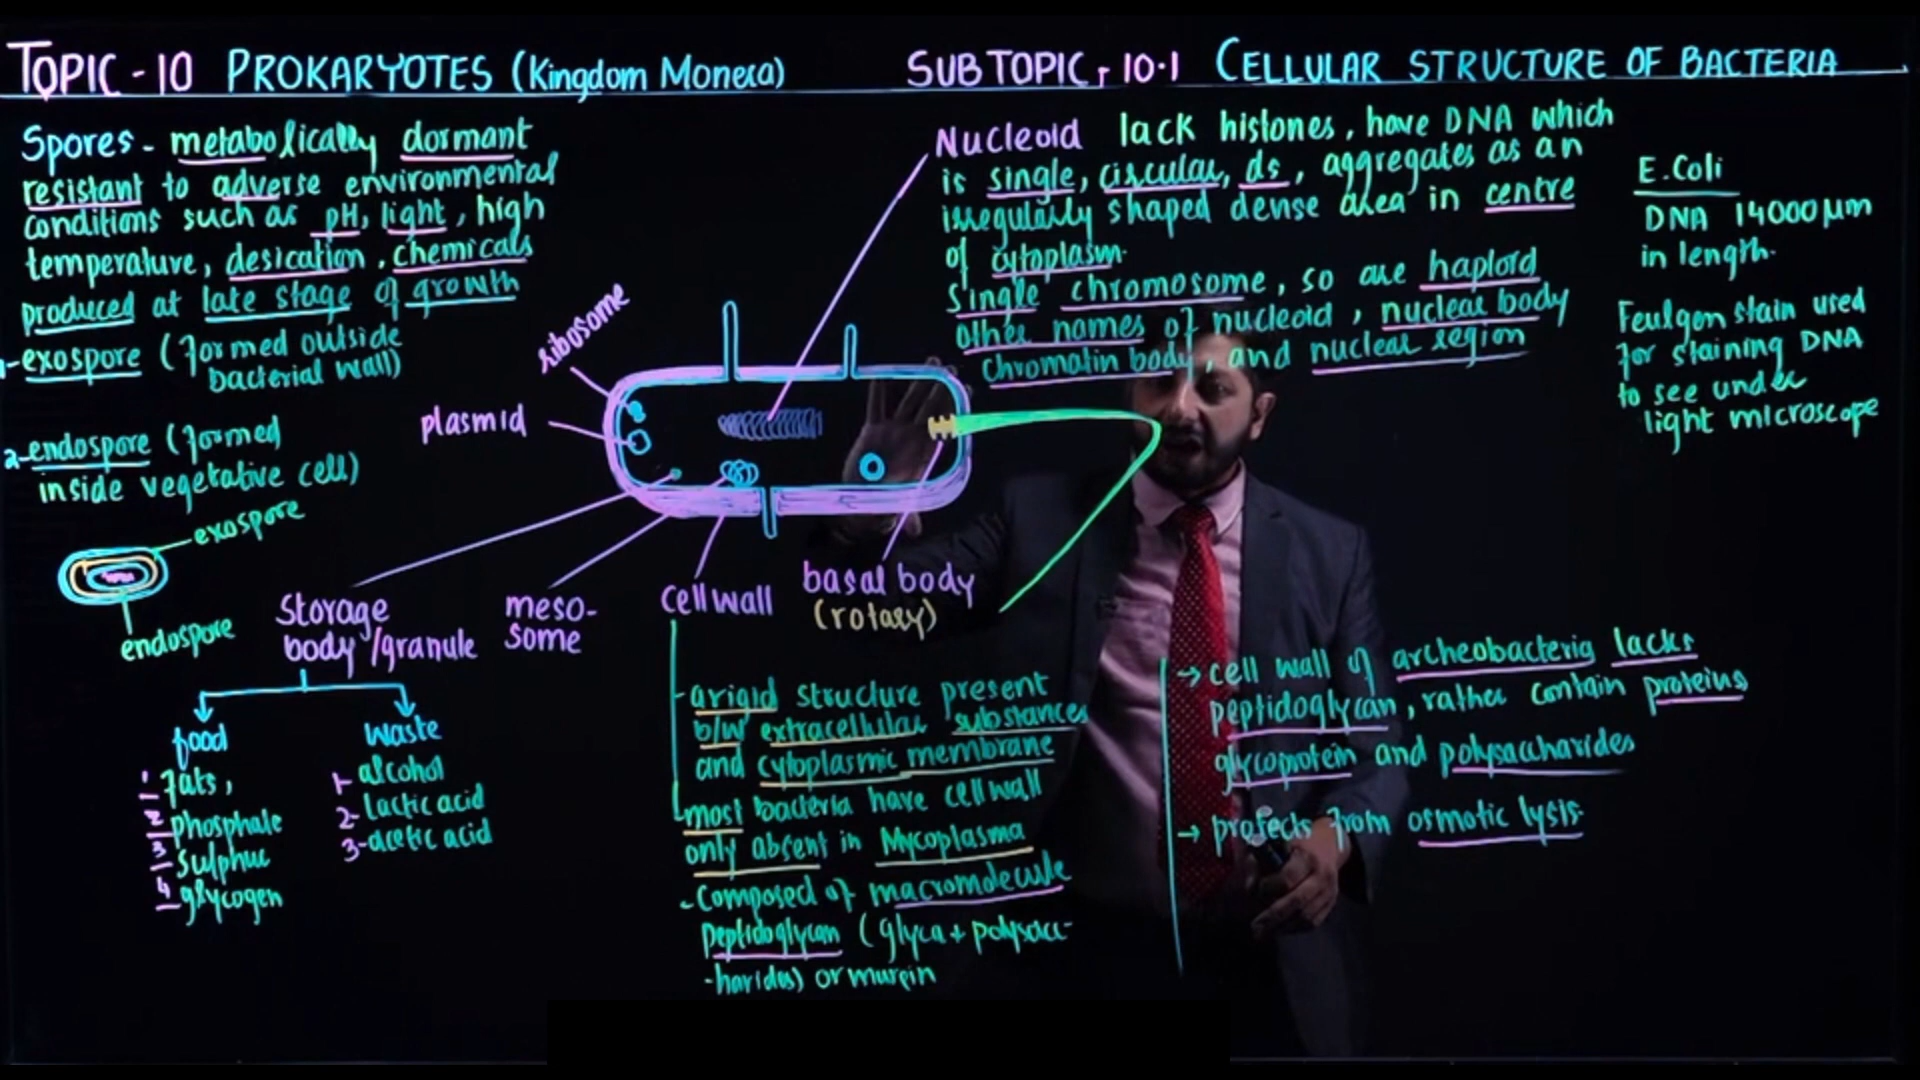 TOPIC - 10 PROKARYOTES (Kingdom Monera)
SUBTOPIC, 10.1 CELLULAR STRUCTURE OF BACTERIA
Spores - metabolically dormant
resistant to adverse environmental
conditions such as pH, light, high
temperature, desication, chemicals
produced at late stage of growth
1-exospore (formed outside
bacterial wall)
2-endospore (formed
inside vegetative cell)
exospore
endospore
ribosome
plasmid
Storage
body/granule
food
1 fats,
2 phosphate
3 Sulphur
4 glycogen
waste
1- alcohol
2- lactic acid
3-acetic acid
meso-
some
cell wall
basal body
(rotary)
- a rigid structure present
b/w extracellular substances
and cytoplasmic membrane
most bacteria have cell wall
only absent in Mycoplasma
- Composed of macromolecule
peptidoglycan (glyca + polysacc-
-harides) or murein
Nucleoid lack histones, have DNA which
is single, circular, ds, aggregates as an
irregularly shaped dense area in centre
of cytoplasm.
Single chromosome, so are haploid
other names of nucleoid, nuclear body
chromatin body, and nuclear region
E.Coli
DNA 14000 µm
in length.
Feulgen stain used
for staining DNA
to see under
light microscope
→ cell wall of archeobacteria lacks
peptidoglycan, rather contain proteins
glycoprotein and polysaccharides
→ protects from osmotic lysis.